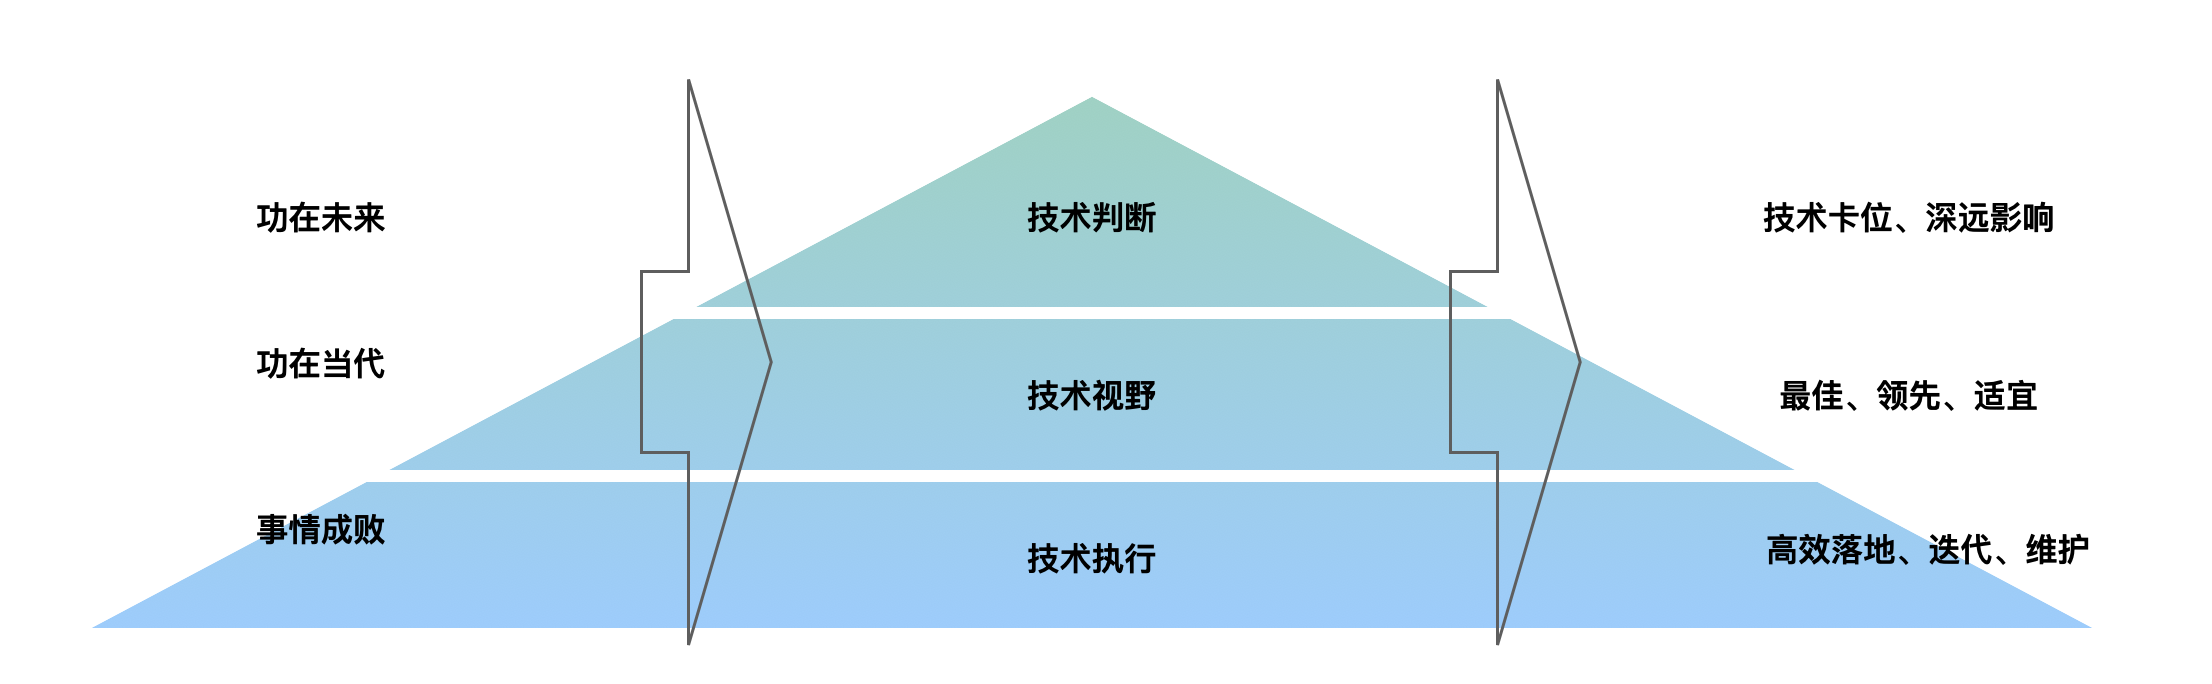 功在未来
技术判断
技术卡位、深远影响
功在当代
技术视野
最佳、领先、适宜
事情成败
技术执行
高效落地、迭代、维护